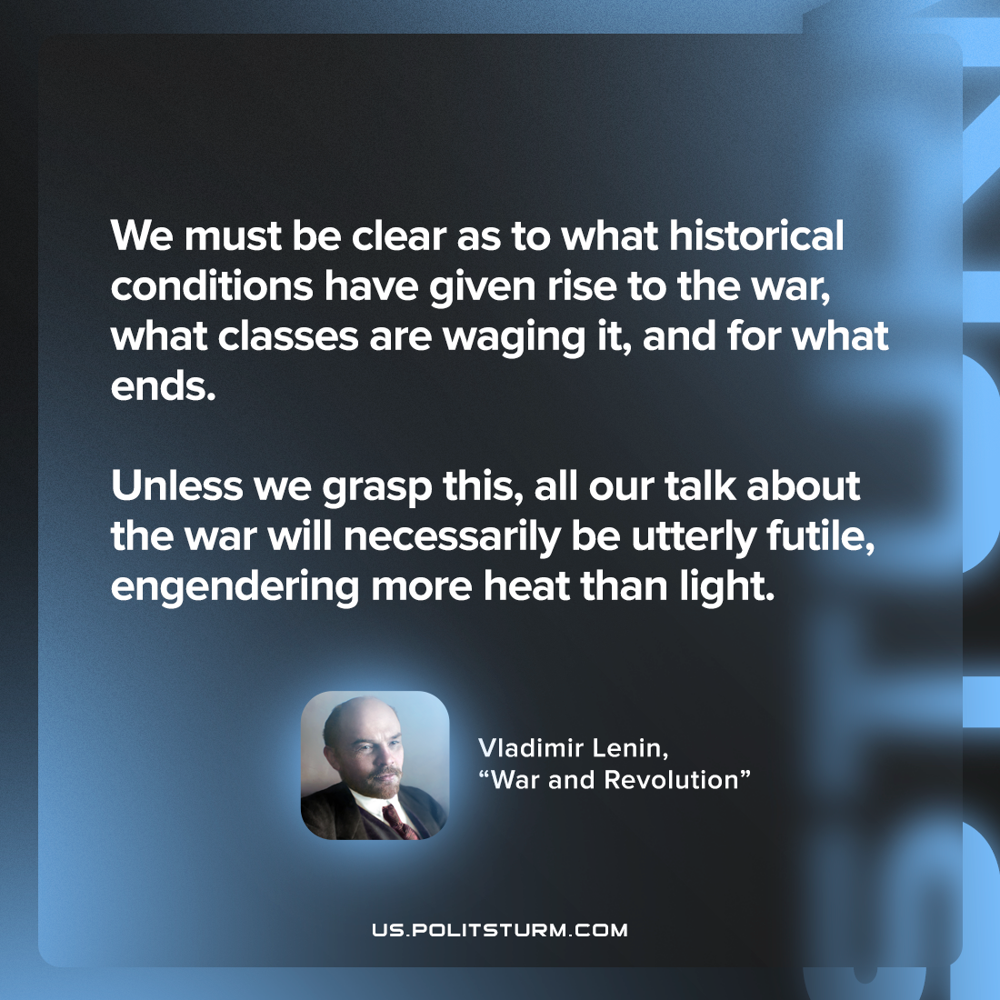 We must be clear as to what historical
conditions have given rise to the war,
what classes are waging it, and for what
ends.
Unless we grasp this, all our talk about
the war will necessarily be utterly futile,
engendering more heat than light.
Vladimir Lenin,
“War and Revolution”
US.POLITSTURM.COM